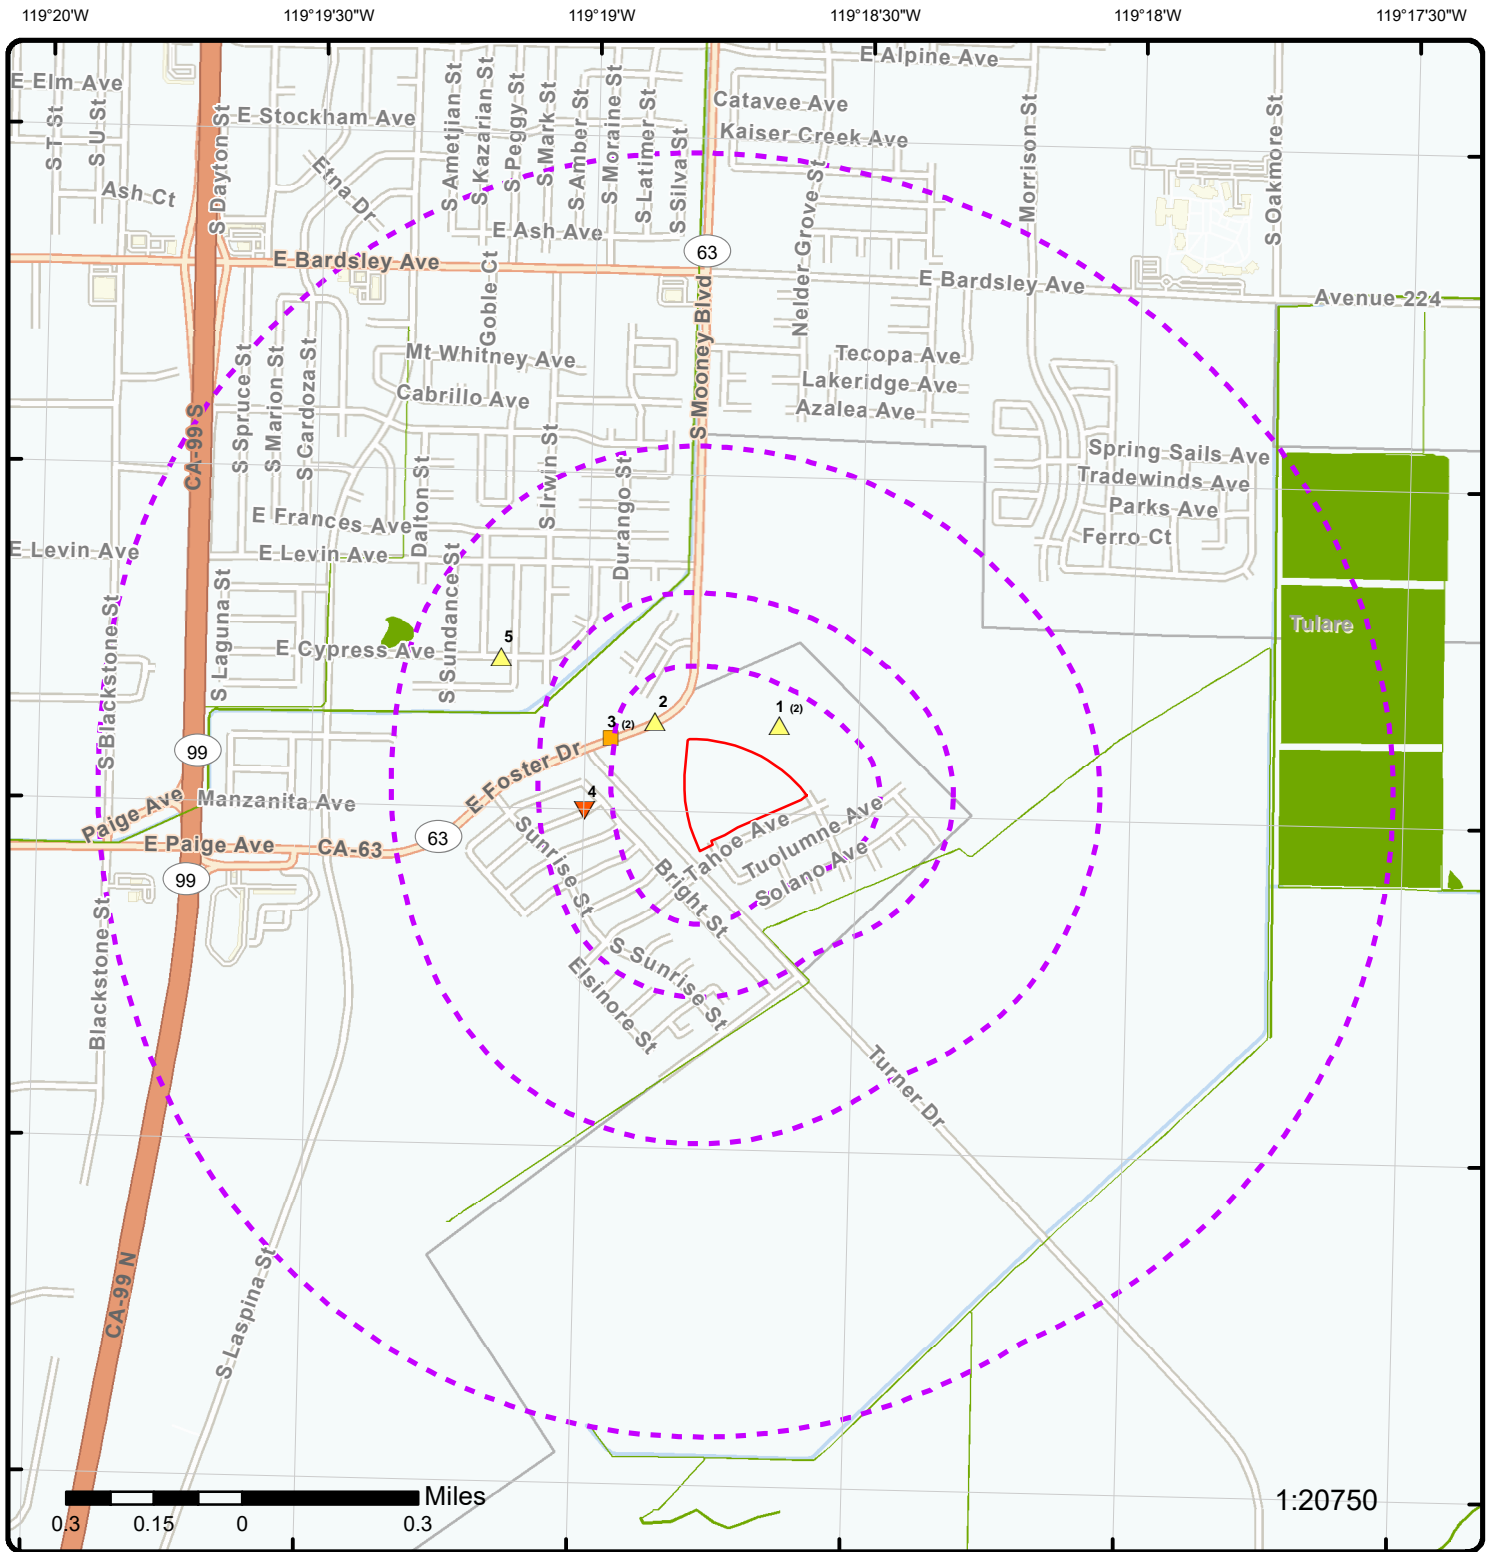 119°20'W
119°19'30"W
119°19'W
119°18'30"W
119°18'W
119°17'30"W
E Elm Ave
S T St
S U St
S Dayton St
E Stockham Ave
Etna Dr
Ash Ct
S Ametjian St
S Kazarian St
S Peggy St
S Mark St
S Amber St
S Moraine St
S Latimer St
S Silva St
E Alpine Ave
Catavee Ave
Kaiser Creek Ave
Morrison St
S Oakmore St
E Ash Ave
63
E Bardsley Ave
E Bardsley Ave
Avenue 224
Goble Ct
Nelder Grove St
S Mooney Blvd
Mt Whitney Ave
Cabrillo Ave
Tecopa Ave
Lakeridge Ave
Azalea Ave
S Spruce St
S Marion St
S Cardoza St
CA-99 S
Dalton St
S Irwin St
Durango St
Spring Sails Ave
Tradewinds Ave
Parks Ave
Ferro Ct
E Frances Ave
E Levin Ave
E Levin Ave
S Blackstone St
S Laguna St
S Sundance St
E Cypress Ave
5
Tulare
2
1 (2)
3 (2)
99
E Foster Dr
4
Paige Ave
Manzanita Ave
E Paige Ave
CA-63
63
99
Tahoe Ave
Tuolumne Ave
Solano Ave
Sunrise St
Bright St
Blackstone St
S Sunrise St
Elsinore St
Turner Dr
CA-99 N
S Laspina St
Miles
0.3
0.15
0
0.3
1:20750